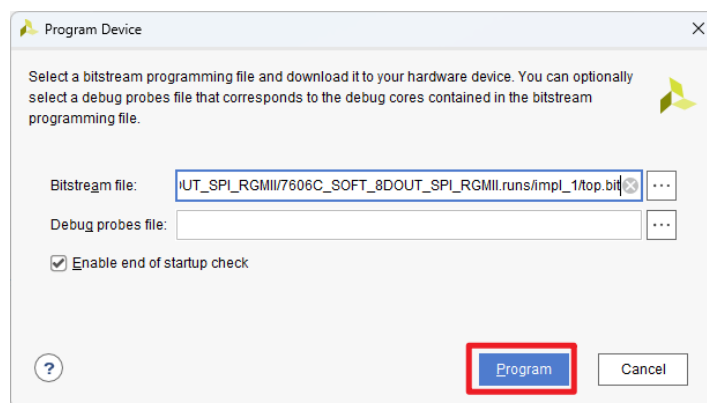 Program Device
Select a bitstream programming file and download it to your hardware device. You can optionally
select a debug probes file that corresponds to the debug cores contained in the bitstream
programming file.
Bitstream file: OUT_SPI_RGMII/7606C_SOFT_8DOUT_SPI_RGMII.runs/impl_1/top.bit ...
Debug probes file: ...
Enable end of startup check
? Program Cancel